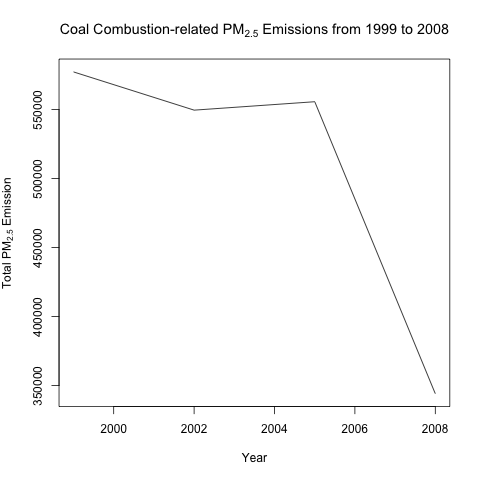 Coal Combustion-related PM2.5 Emissions from 1999 to 2008
Total PM2.5 Emission
550000
500000
450000
400000
350000
2000 2002 2004 2006 2008
Year